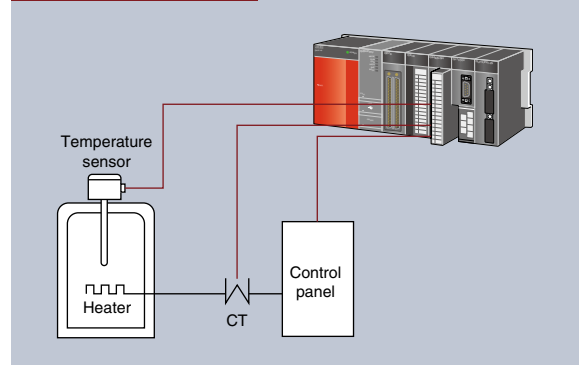 Temperature
sensor
Heater
CT
Control
panel